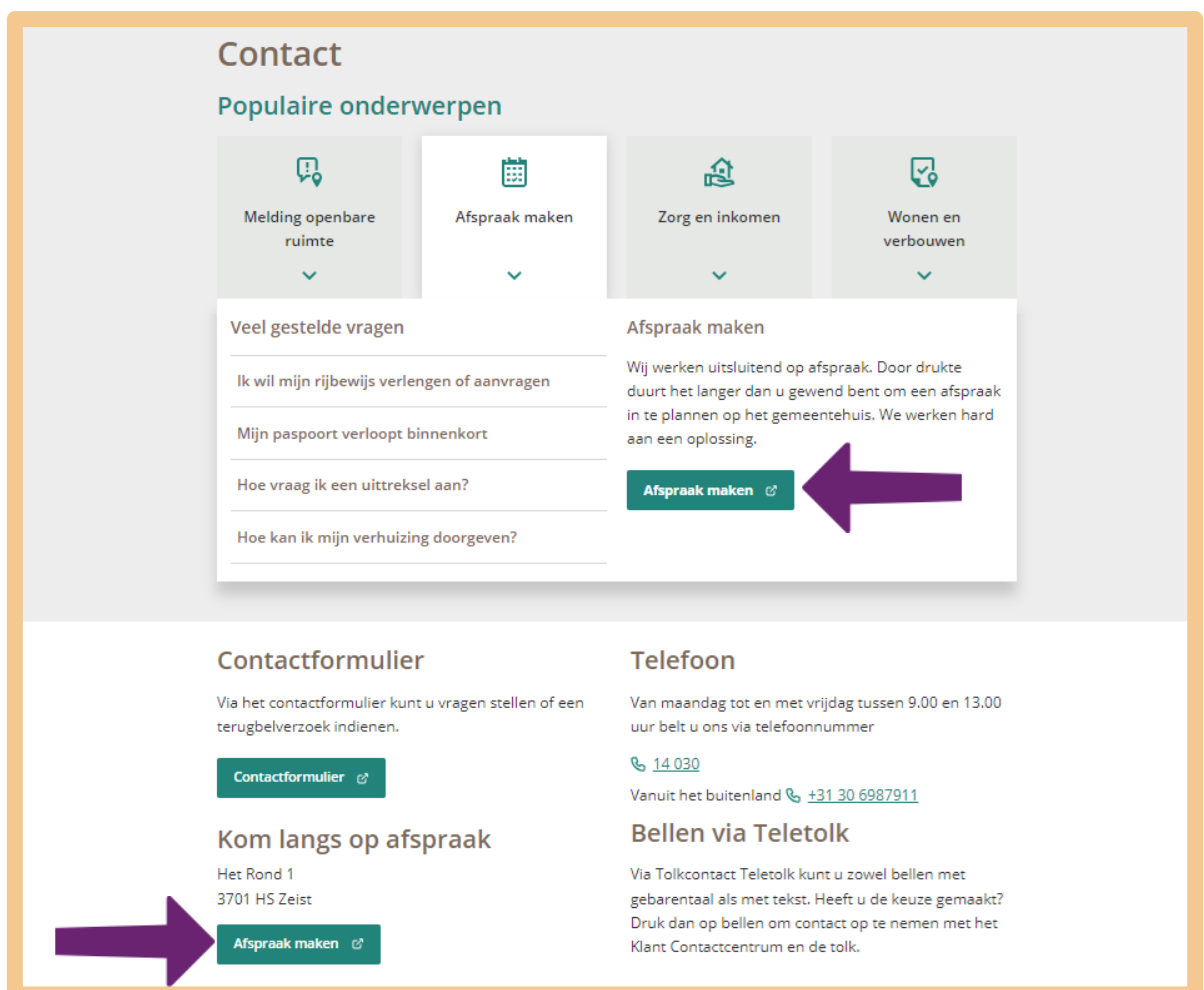 Contact
Populaire onderwerpen
Melding openbare
ruimte
Afspraak maken
Zorg en inkomen
Wonen en
verbouwen
Veel gestelde vragen
Ik wil mijn rijbewijs verlengen of aanvragen
Mijn paspoort verloopt binnenkort
Hoe vraag ik een uittreksel aan?
Hoe kan ik mijn verhuizing doorgeven?
Afspraak maken
Wij werken uitsluitend op afspraak. Door drukte
duurt het langer dan u gewend bent om een afspraak
in te plannen op het gemeentehuis. We werken hard
aan een oplossing.
Afspraak maken
Contactformulier
Via het contactformulier kunt u vragen stellen of een
terugbelverzoek indienen.
Contactformulier
Kom langs op afspraak
Het Rond 1
3701 HS Zeist
Afspraak maken
Telefoon
Van maandag tot en met vrijdag tussen 9.00 en 13.00
uur belt u ons via telefoonnummer
14 030
Vanuit het buitenland +31 30 6987911
Bellen via Teletolk
Via Tolkcontact Teletolk kunt u zowel bellen met
gebarentaal als met tekst. Heeft u de keuze gemaakt?
Druk dan op bellen om contact op te nemen met het
Klant Contactcentrum en de tolk.